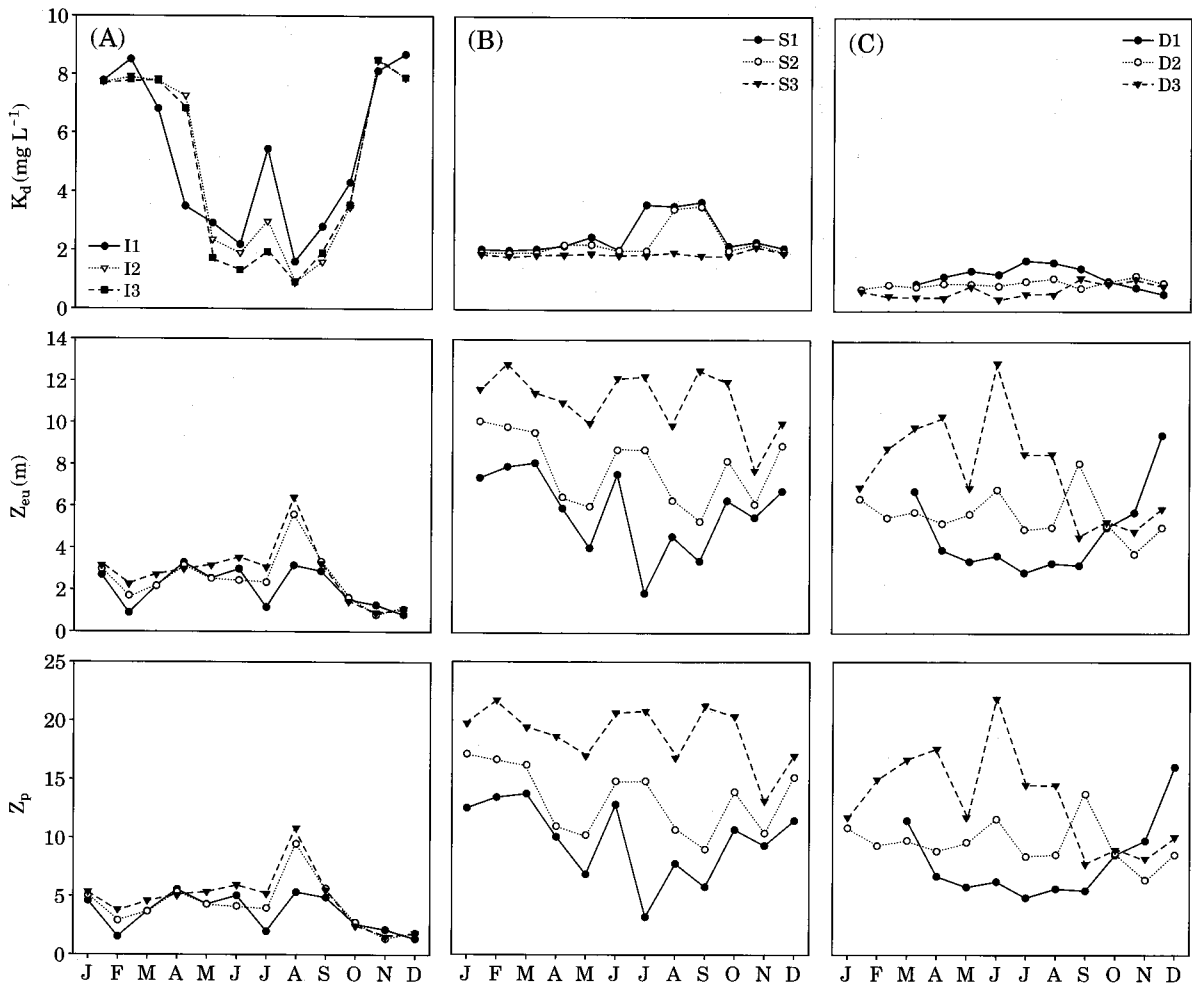 10
8
6
4
2
0
K_d (mg L⁻¹)
(A)
I1
I2
I3
(B)
S1
S2
S3
(C)
D1
D2
D3
14
12
10
8
6
4
2
0
Z_eu (m)
25
20
15
10
5
0
Z_p
J F M A M J J A S O N D
J F M A M J J A S O N D
J F M A M J J A S O N D